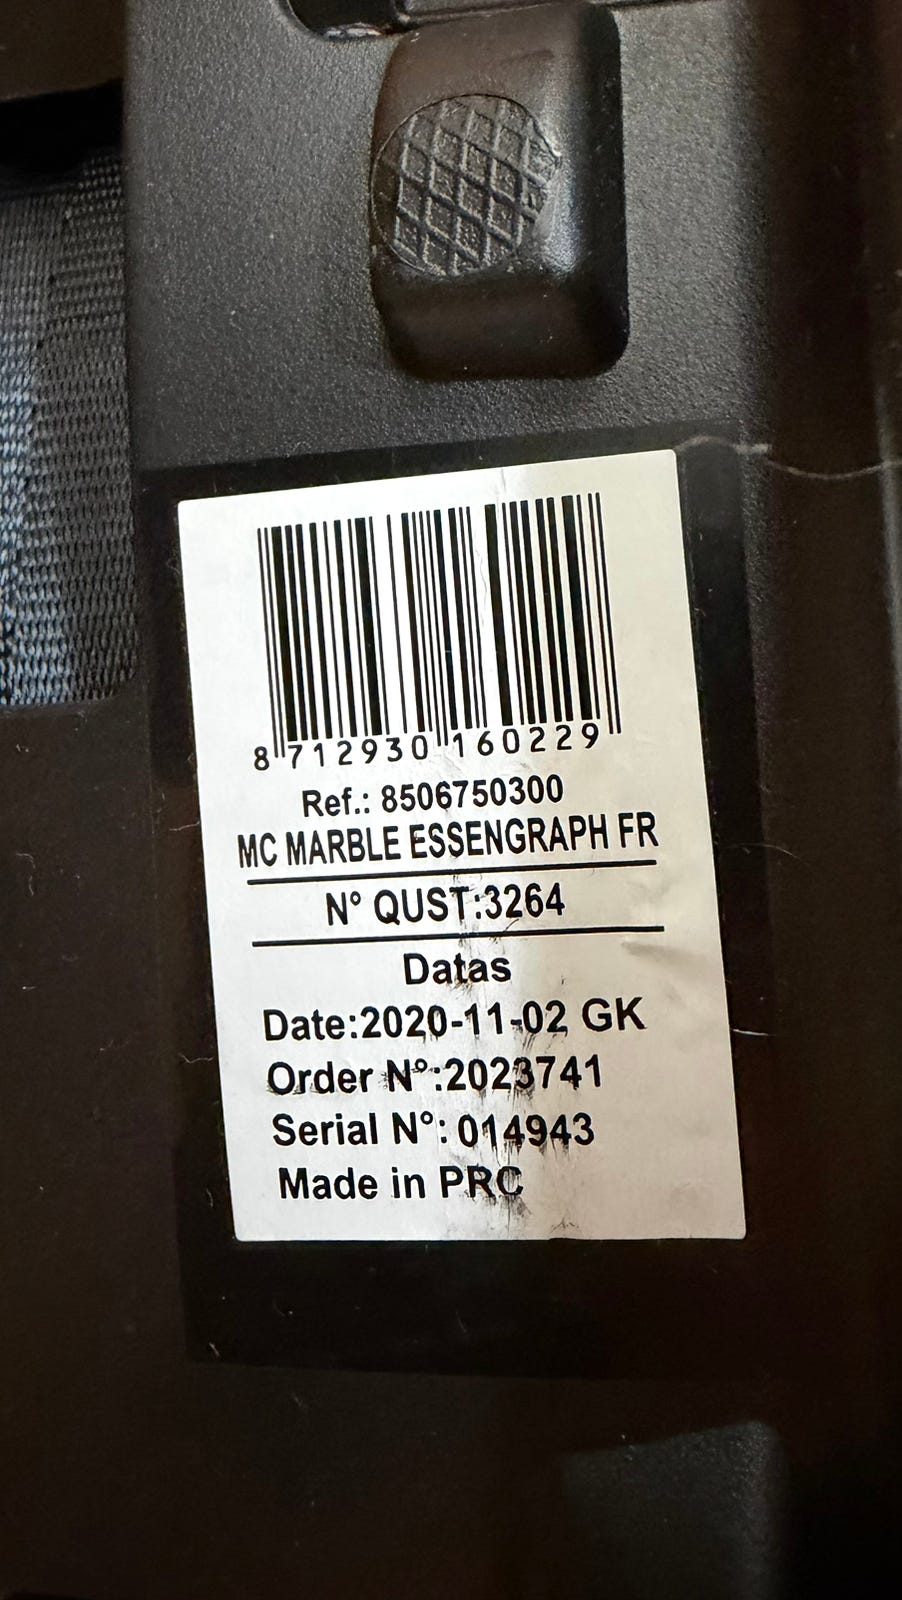 8 712930 160229
Ref.: 8506750300
MC MARBLE ESSENGRAPH FR
N° QUST:3264
Datas
Date:2020-11-02 GK
Order N°:2023741
Serial N°: 014943
Made in PRC